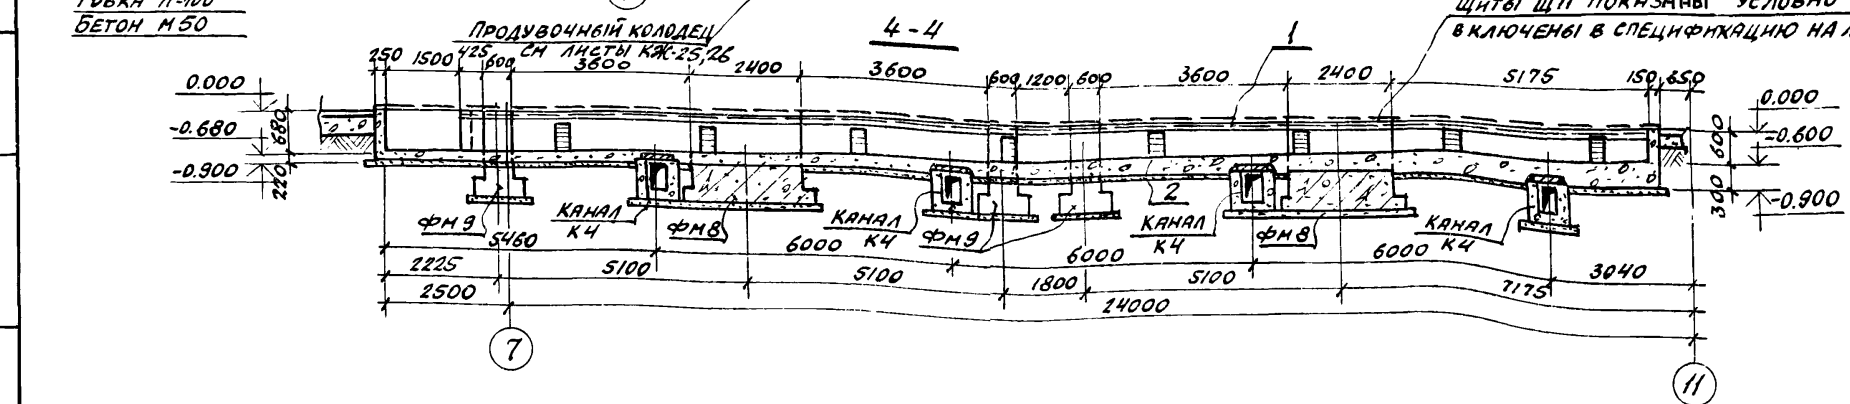 БЕТОН М50
ПРОДУВОЧНЫЙ КОЛОДЕЦ
СМ ЛИСТЫ КЖ-25,26
4-4
1
ЩИТЫ ЩП ПОКАЗАНЫ УСЛОВНО
ВКЛЮЧЕНЫ В СПЕЦИФИКАЦИЮ НА
250 1500 425 600 3600 2400 3600 600 1200 600 3600 2400 5175 150 650
0.000
-0.680
-0.900
680
220
0.000
-0.600
-0.900
600
300
2
ФМ9
КАНАЛ К4
ФМ8
КАНАЛ К4
ФМ9
КАНАЛ К4
ФМ8
КАНАЛ К4
5460 6000 6000 6000 3040
2225 5100 5100 1800 5100 7175
2500 24000
7
11